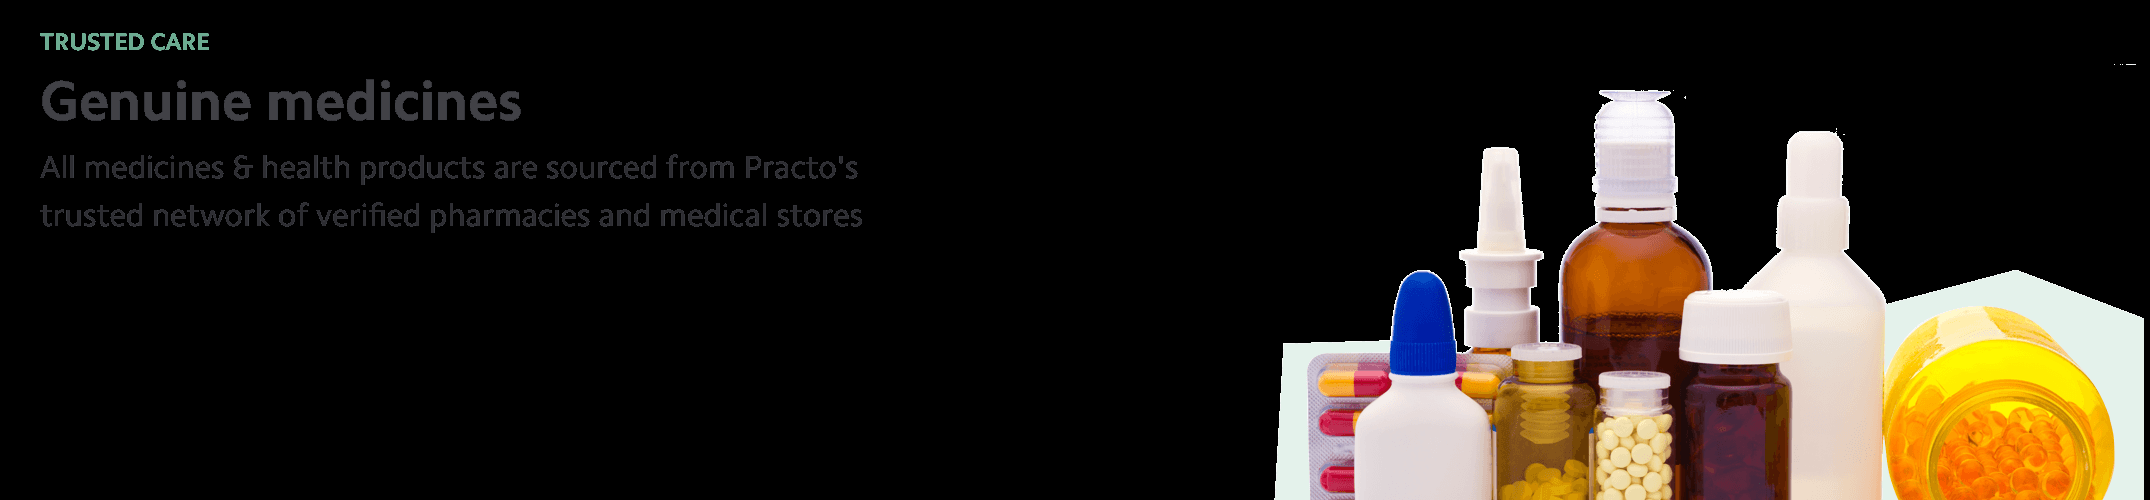 TRUSTED CARE
Genuine medicines
All medicines & health products are sourced from Practo's
trusted network of verified pharmacies and medical stores